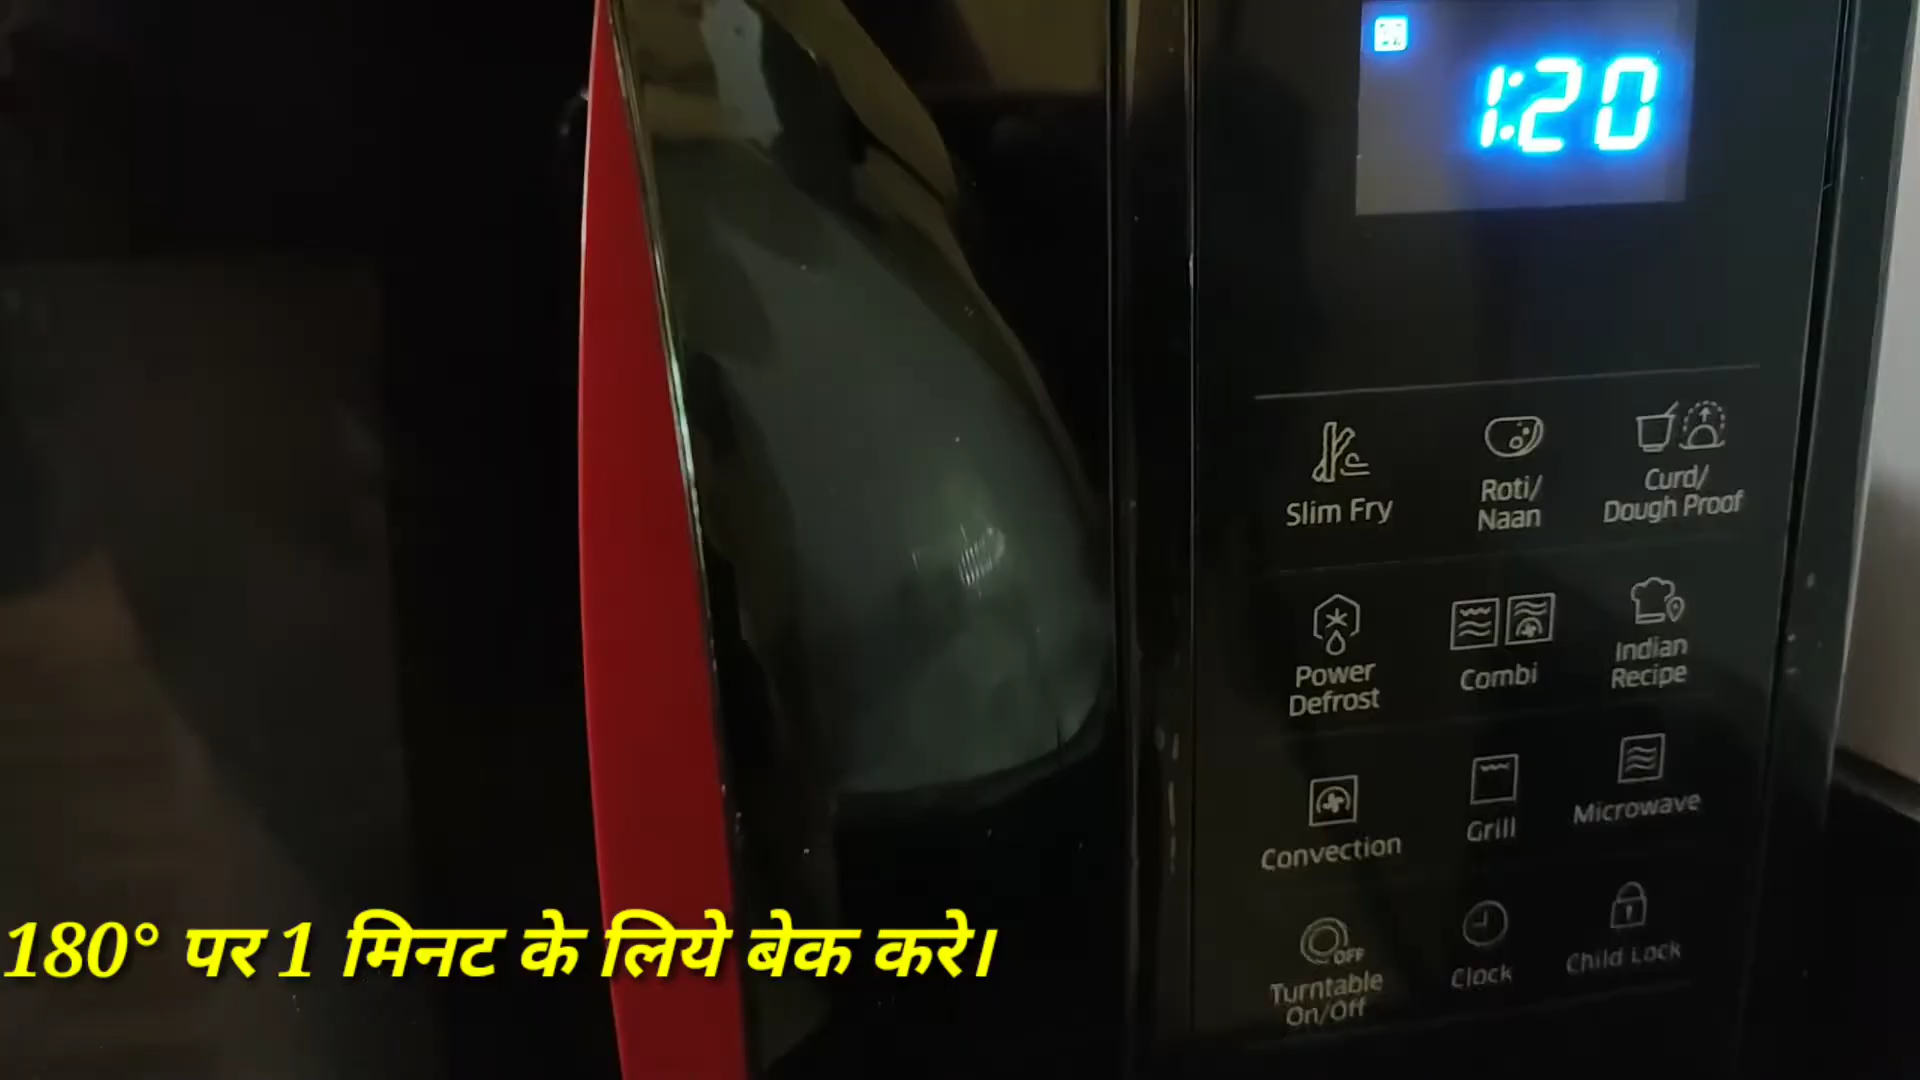 1:20
Slim Fry
Roti/
Naan
Curd/
Dough Proof
Power
Defrost
Combi
Indian
Recipe
Convection
Grill
Microwave
OFF
Turntable
On/Off
Clock
Child Lock
180° पर 1 मिनट के लिये बेक करे।